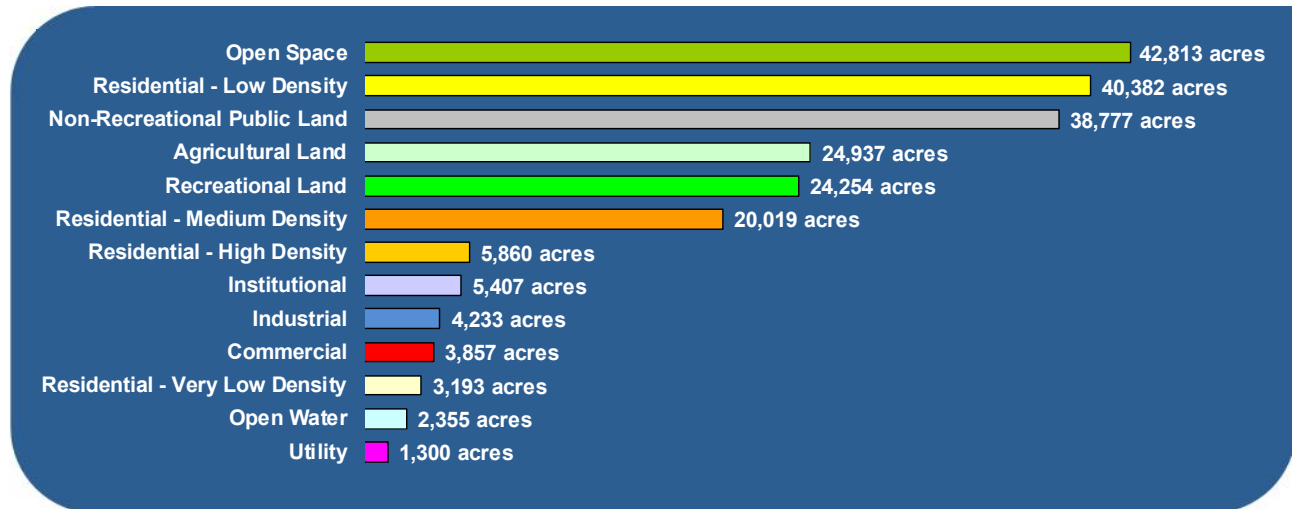 Open Space 42,813 acres
Residential - Low Density 40,382 acres
Non-Recreational Public Land 38,777 acres
Agricultural Land 24,937 acres
Recreational Land 24,254 acres
Residential - Medium Density 20,019 acres
Residential - High Density 5,860 acres
Institutional 5,407 acres
Industrial 4,233 acres
Commercial 3,857 acres
Residential - Very Low Density 3,193 acres
Open Water 2,355 acres
Utility 1,300 acres